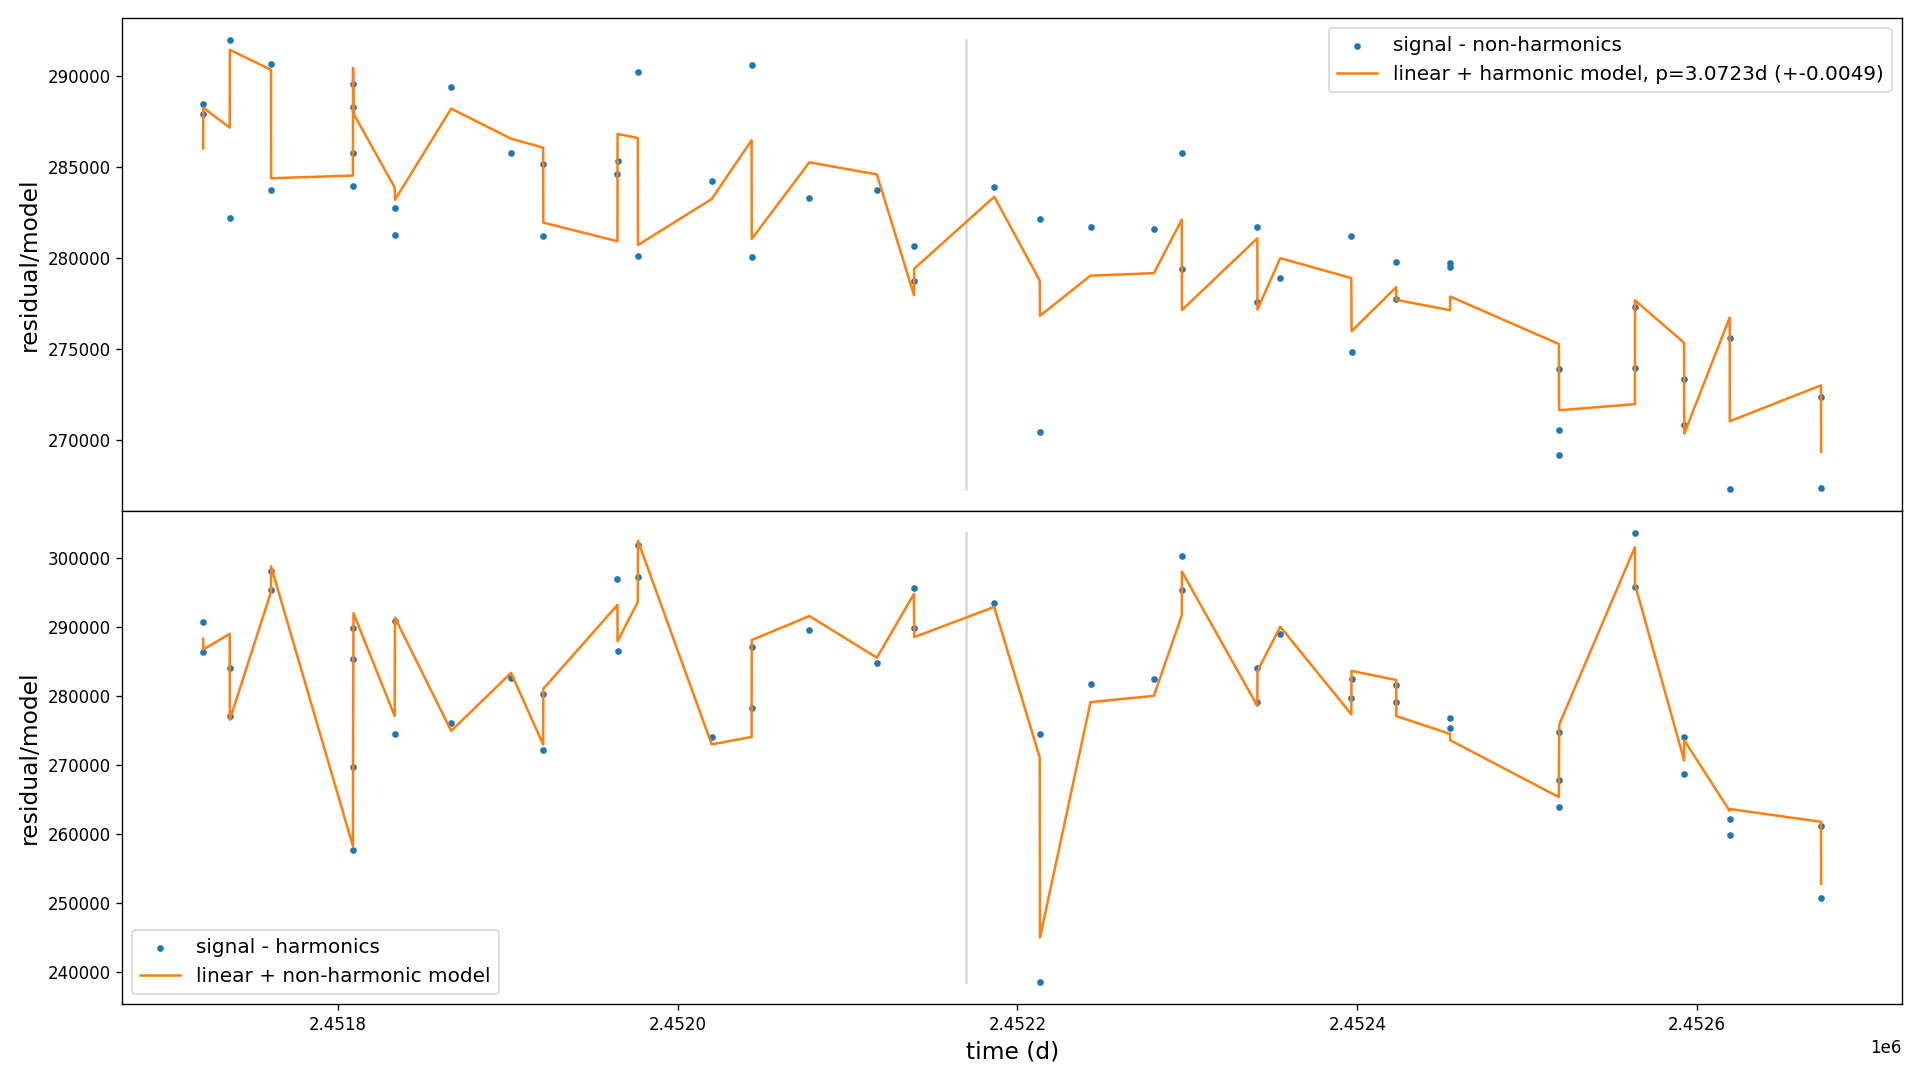 signal - non-harmonics
linear + harmonic model, p=3.0723d (+-0.0049)
residual/model
290000
285000
280000
275000
270000
residual/model
300000
290000
280000
270000
260000
250000
240000
signal - harmonics
linear + non-harmonic model
2.4518 2.4520 2.4522 2.4524 2.4526
time (d)
1e6